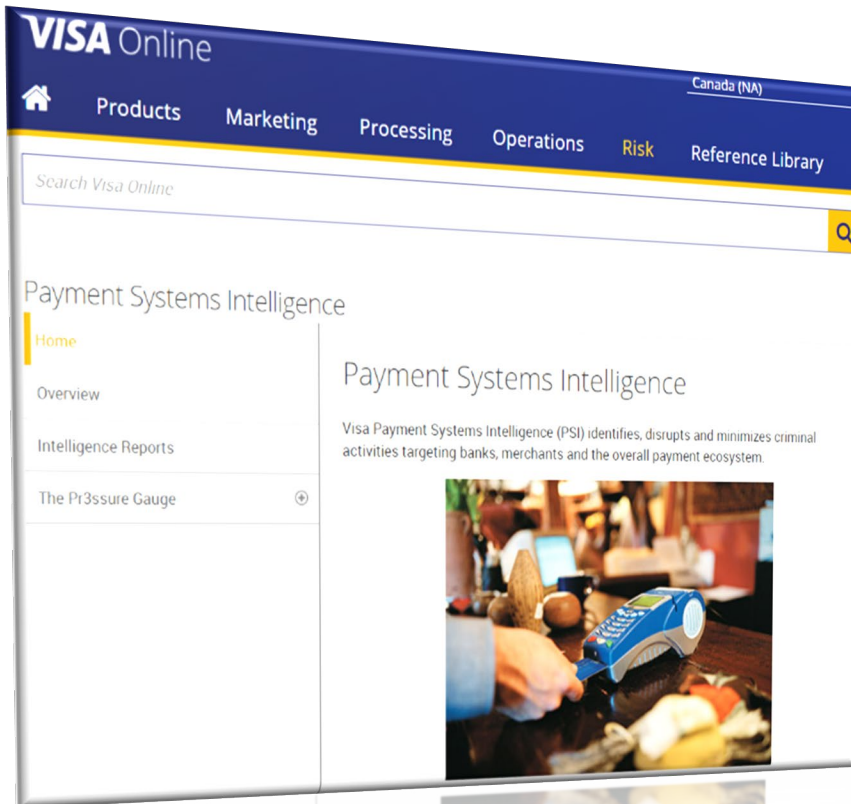 VISA Online
Canada (NA)
Products Marketing Processing Operations Risk Reference Library
Search Visa Online
Payment Systems Intelligence
Home
Overview
Intelligence Reports
The Pr3ssure Gauge
Payment Systems Intelligence
Visa Payment Systems Intelligence (PSI) identifies, disrupts and minimizes criminal
activities targeting banks, merchants and the overall payment ecosystem.